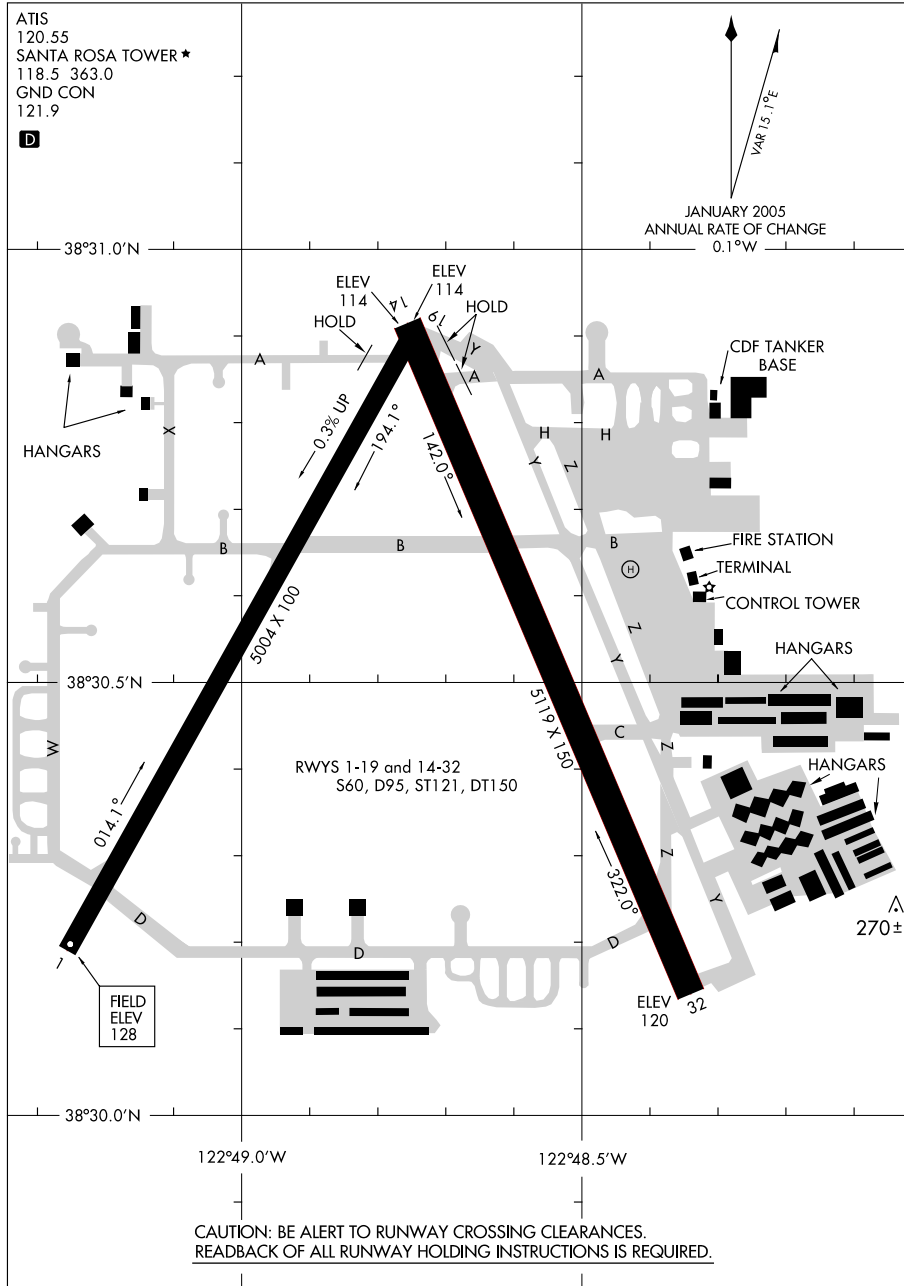 ATIS
120.55
SANTA ROSA TOWER ★
118.5 363.0
GND CON
121.9
D
VAR 15.1°E
JANUARY 2005
ANNUAL RATE OF CHANGE
0.1°W
38°31.0'N
ELEV
114
ELEV
114
14
19
HOLD
HOLD
Y
A
A
A
CDF TANKER
BASE
HANGARS
X
0.3% UP
194.1°
142.0°
H
H
Y
Z
B
B
B
FIRE STATION
H
TERMINAL
CONTROL TOWER
5004 X 100
Z
Y
HANGARS
38°30.5'N
5119 X 150
C
Z
W
RWYS 1-19 and 14-32
S60, D95, ST121, DT150
HANGARS
014.1°
322.0°
Z
Y
270±
D
D
D
1
FIELD
ELEV
128
ELEV
120
32
38°30.0'N
122°49.0'W
122°48.5'W
CAUTION: BE ALERT TO RUNWAY CROSSING CLEARANCES.
READBACK OF ALL RUNWAY HOLDING INSTRUCTIONS IS REQUIRED.